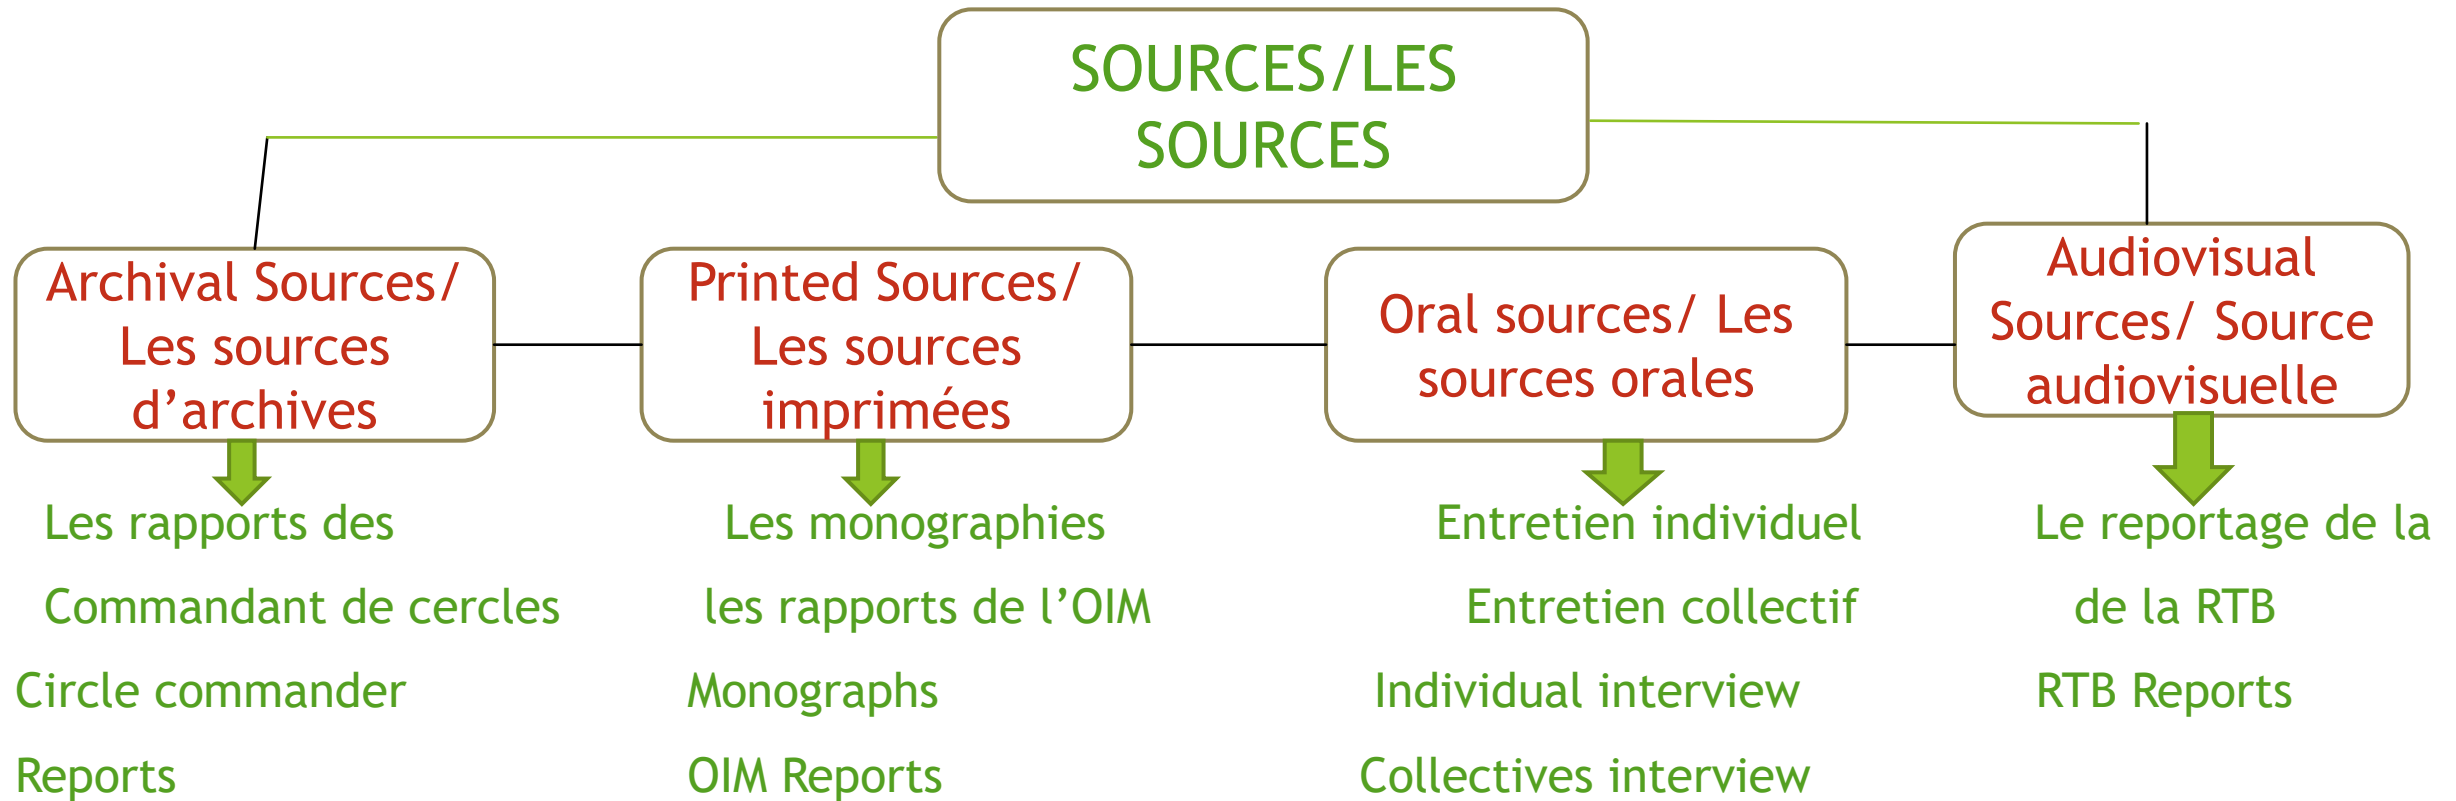 SOURCES/LES
SOURCES
Archival Sources/
Les sources
d’archives
Printed Sources/
Les sources
imprimées
Oral sources/ Les
sources orales
Audiovisual
Sources/ Source
audiovisuelle
Les rapports des
Commandant de cercles
Circle commander
Reports
Les monographies
les rapports de l’OIM
Monographs
OIM Reports
Entretien individuel
Entretien collectif
Individual interview
Collectives interview
Le reportage de la
de la RTB
RTB Reports